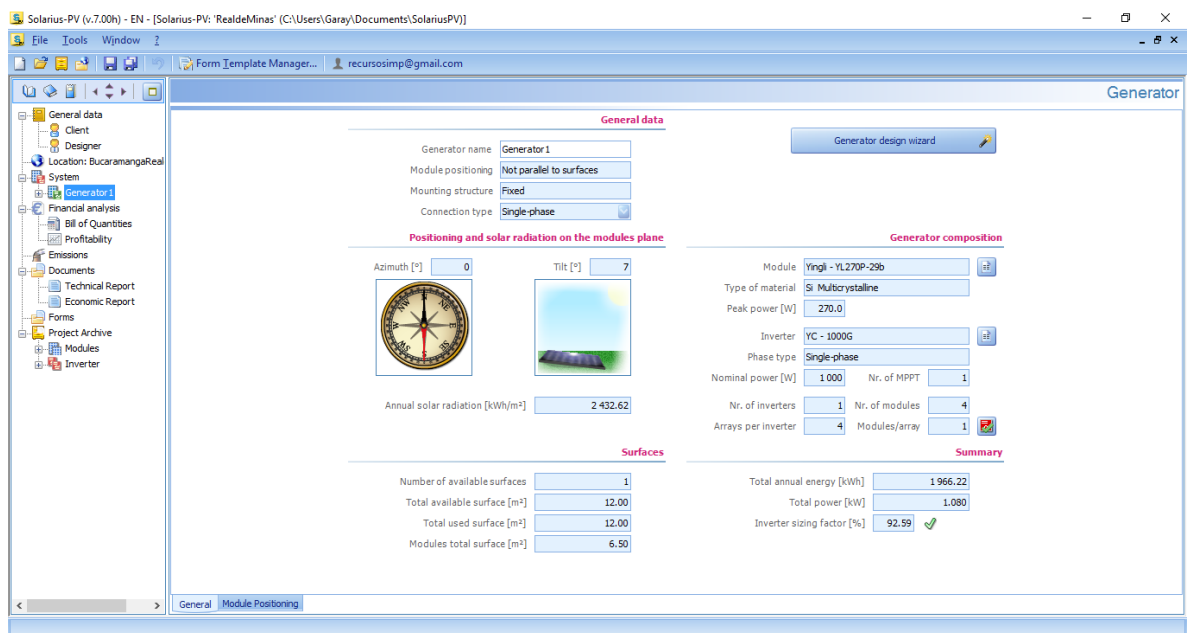 Solarius-PV (v.7.00h) - EN - [Solarius-PV: 'RealdeMinas' (C:\Users\Garay\Documents\SolariusPV)]
File Tools Window ?
Form Template Manager... recursosimp@gmail.com
Generator
General data
Client
Designer
Location: BucaramangaReal
System
Generator1
Financial analysis
Bill of Quantities
Profitability
Emissions
Documents
Technical Report
Economic Report
Forms
Project Archive
Modules
Inverter
General data
Generator name Generator1
Module positioning Not parallel to surfaces
Mounting structure Fixed
Connection type Single-phase
Generator design wizard
Positioning and solar radiation on the modules plane
Azimuth [°] 0 Tilt [°] 7
N
NE
E
SE
S
SW
W
NW
Annual solar radiation [kWh/m²] 2 432.62
Generator composition
Module Yingli - YL270P-29b
Type of material Si Multicrystalline
Peak power [W] 270.0
Inverter YC - 1000G
Phase type Single-phase
Nominal power [W] 1 000 Nr. of MPPT 1
Nr. of inverters 1 Nr. of modules 4
Arrays per inverter 4 Modules/array 1
Surfaces
Number of available surfaces 1
Total available surface [m²] 12.00
Total used surface [m²] 12.00
Modules total surface [m²] 6.50
Summary
Total annual energy [kWh] 1 966.22
Total power [kW] 1.080
Inverter sizing factor [%] 92.59
General Module Positioning